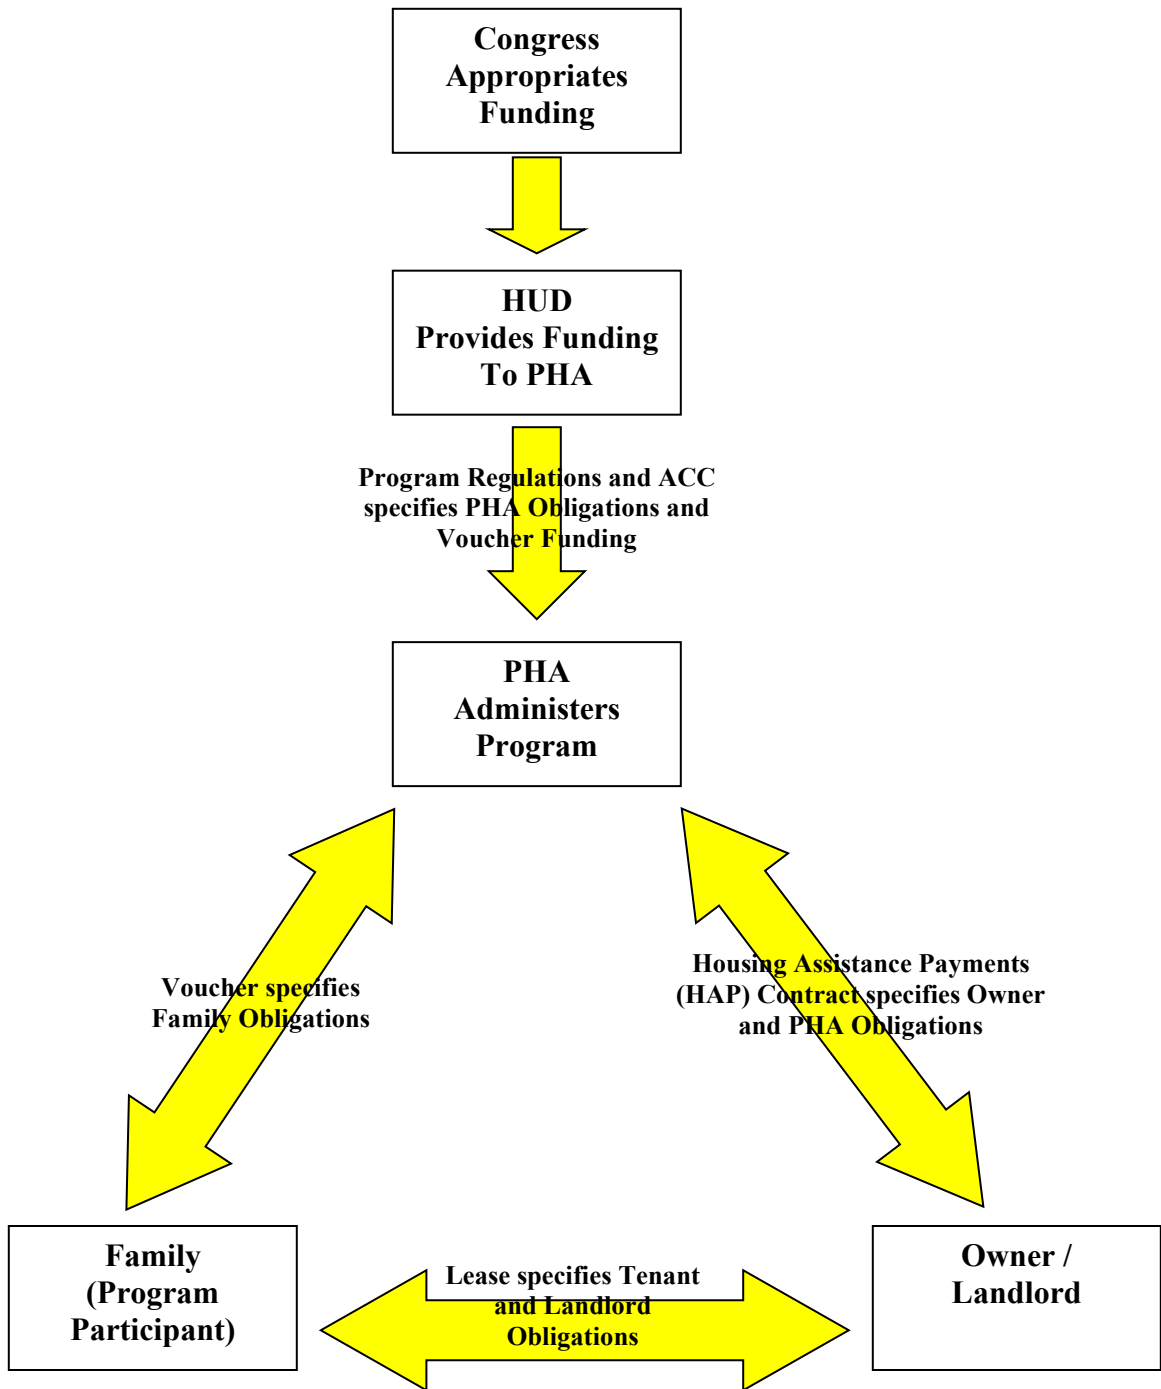 Congress
Appropriates
Funding
HUD
Provides Funding
To PHA
Program Regulations and ACC
specifies PHA Obligations and
Voucher Funding
PHA
Administers
Program
Voucher specifies
Family Obligations
Housing Assistance Payments
(HAP) Contract specifies Owner
and PHA Obligations
Family
(Program
Participant)
Lease specifies Tenant
and Landlord
Obligations
Owner /
Landlord